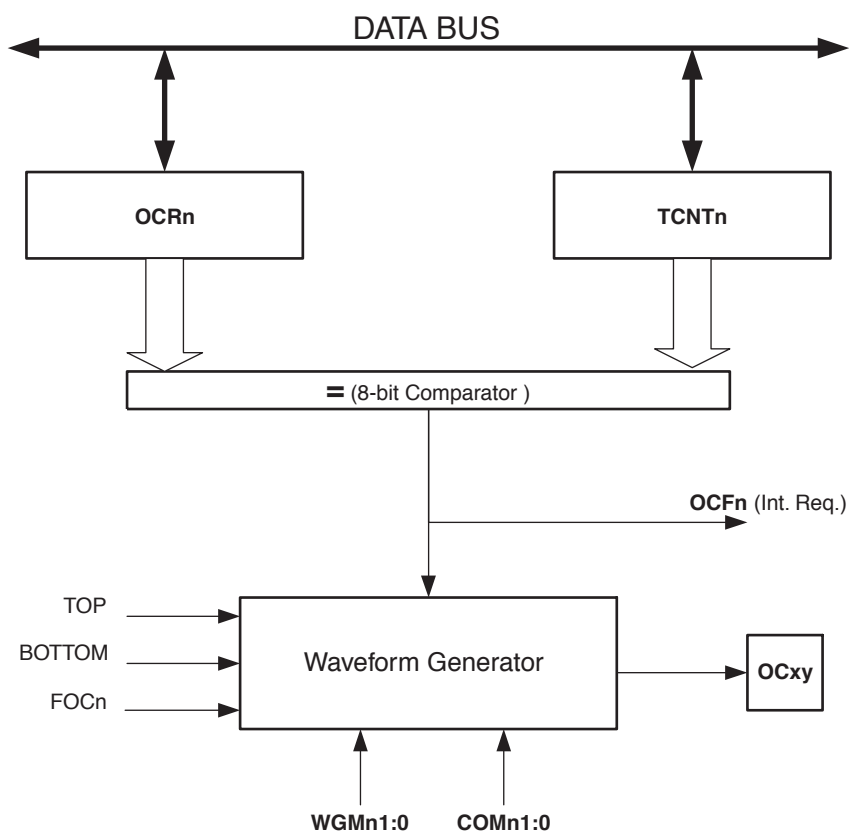 DATA BUS
OCRn
TCNTn
= (8-bit Comparator )
OCFn (Int. Req.)
TOP
BOTTOM
FOCn
Waveform Generator
OCxy
WGMn1:0
COMn1:0